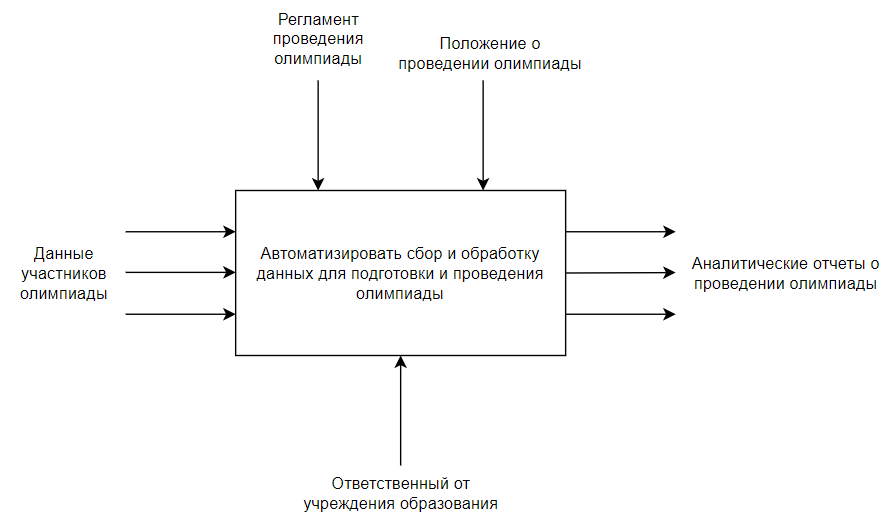 Регламент
проведения
олимпиады
Положение о
проведении олимпиады
Данные
участников
олимпиады
Автоматизировать сбор и обработку
данных для подготовки и проведения
олимпиады
Аналитические отчеты о
проведении олимпиады
Ответственный от
учреждения образования